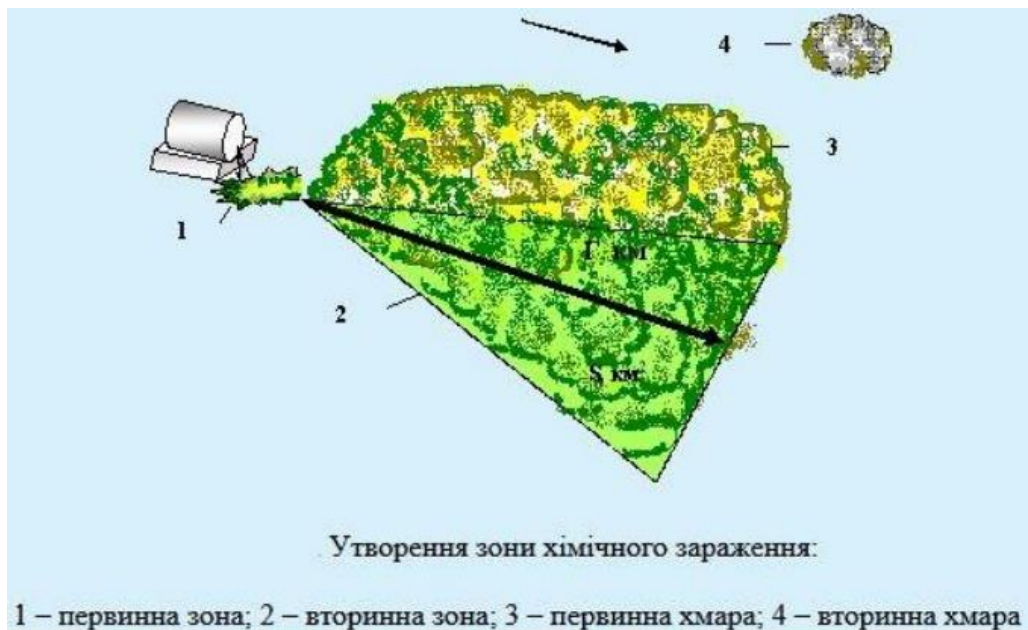 4
3
1
Г км
2
S км
Утворення зони хімічного зараження:
1 – первинна зона; 2 – вторинна зона; 3 – первинна хмара; 4 – вторинна хмара